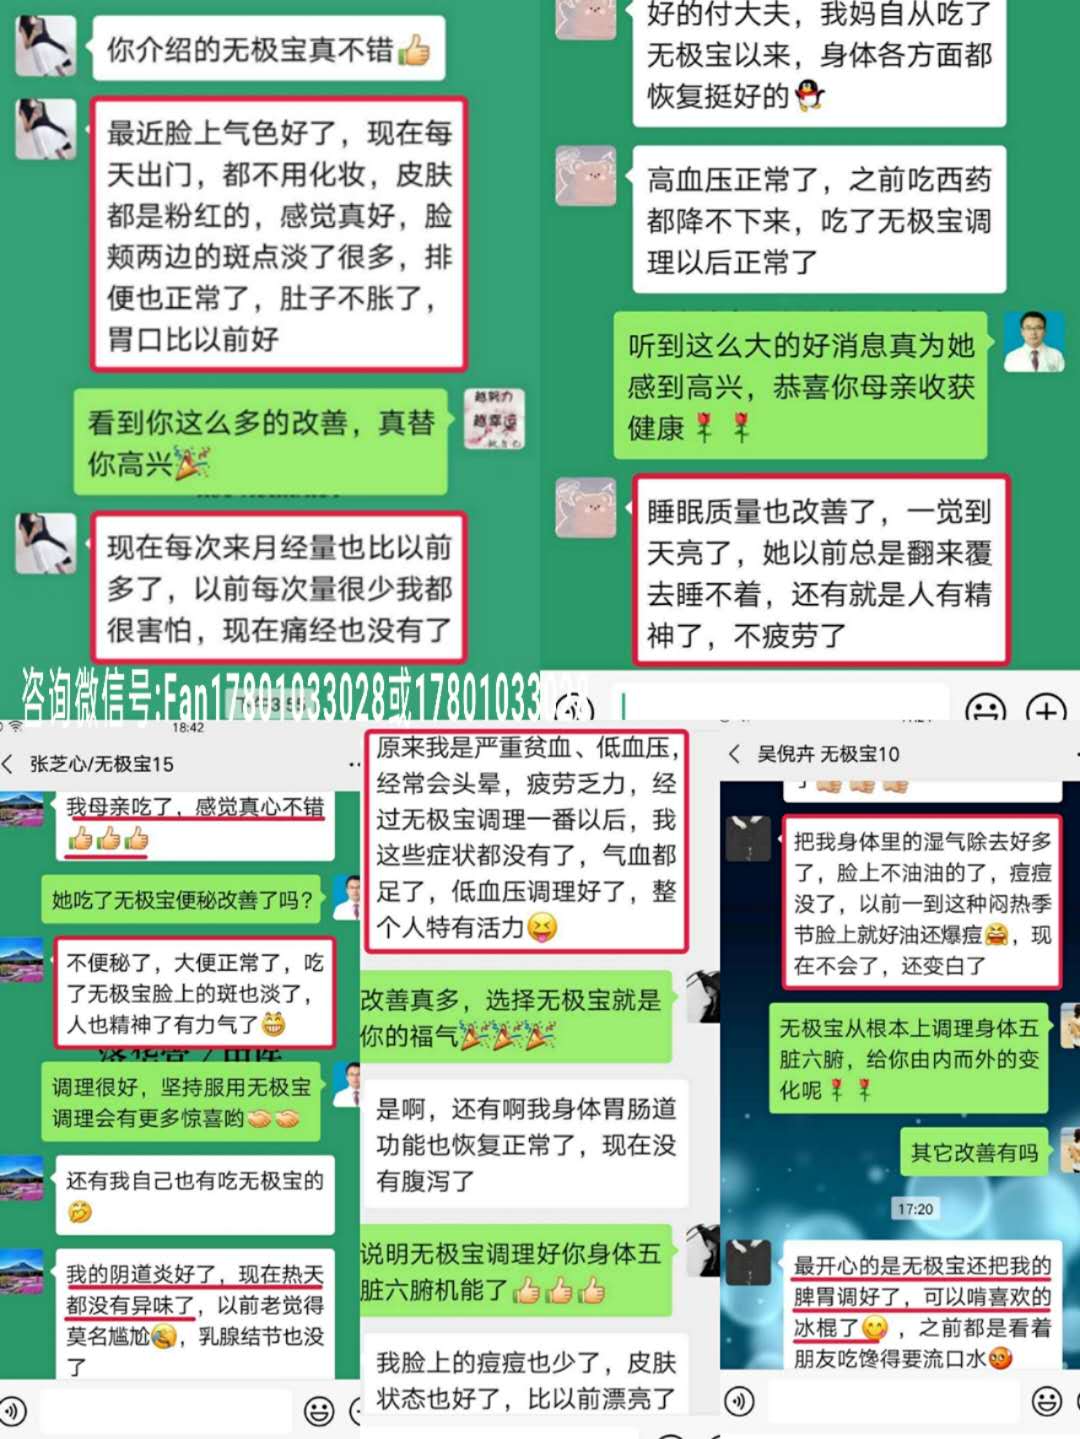 你介绍的无极宝真不错
最近脸上气色好了，现在每
天出门，都不用化妆，皮肤
都是粉红的，感觉真好，脸
颊两边的斑点淡了很多，排
便也正常了，肚子不胀了，
胃口比以前好
看到你这么多的改善，真替
你高兴
越努力
越幸运
现在每次来月经量也比以前
多了，以前每次量很少我都
很害怕，现在痛经也没有了
好的付大夫，我妈自从吃了
无极宝以来，身体各方面都
恢复挺好的
高血压正常了，之前吃西药
都降不下来，吃了无极宝调
理以后正常了
听到这么大的好消息真为她
感到高兴，恭喜你母亲收获
健康
睡眠质量也改善了，一觉到
天亮了，她以前总是翻来覆
去睡不着，还有就是人有精
神了，不疲劳了
咨询微信号:Fan17801033028或17801033028
18:42
张芝心/无极宝15
我母亲吃了，感觉真心不错
她吃了无极宝便秘改善了吗?
不便秘了，大便正常了，吃
了无极宝脸上的斑也淡了，
人也精神了有力气了
调理很好，坚持服用无极宝
调理会有更多惊喜哟
还有我自己也有吃无极宝的
我的阴道炎好了，现在热天
都没有异味了，以前老觉得
莫名尴尬，乳腺结节也没
了
原来我是严重贫血、低血压，
经常会头晕，疲劳乏力，经
过无极宝调理一番以后，我
这些症状都没有了，气血都
足了，低血压调理好了，整
个人特有活力
改善真多，选择无极宝就是
你的福气
是啊，还有啊我身体胃肠道
功能也恢复正常了，现在没
有腹泻了
说明无极宝调理好你身体五
脏六腑机能了
我脸上的痘痘也少了，皮肤
状态也好了，比以前漂亮了
吴倪卉 无极宝10
把我身体里的湿气除去好多
了，脸上不油油的了，痘痘
没了，以前一到这种闷热季
节脸上就好油还爆痘，现
在不会了，还变白了
无极宝从根本上调理身体五
脏六腑，给你由内而外的变
化呢
其它改善有吗
17:20
最开心的是无极宝还把我的
脾胃调好了，可以啃喜欢的
冰棍了，之前都是看着
朋友吃馋得要流口水